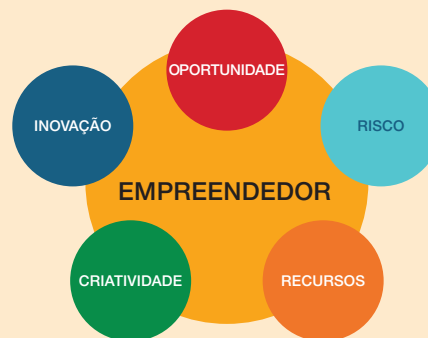 OPORTUNIDADE
INOVAÇÃO
RISCO
EMPREENDEDOR
CRIATIVIDADE
RECURSOS